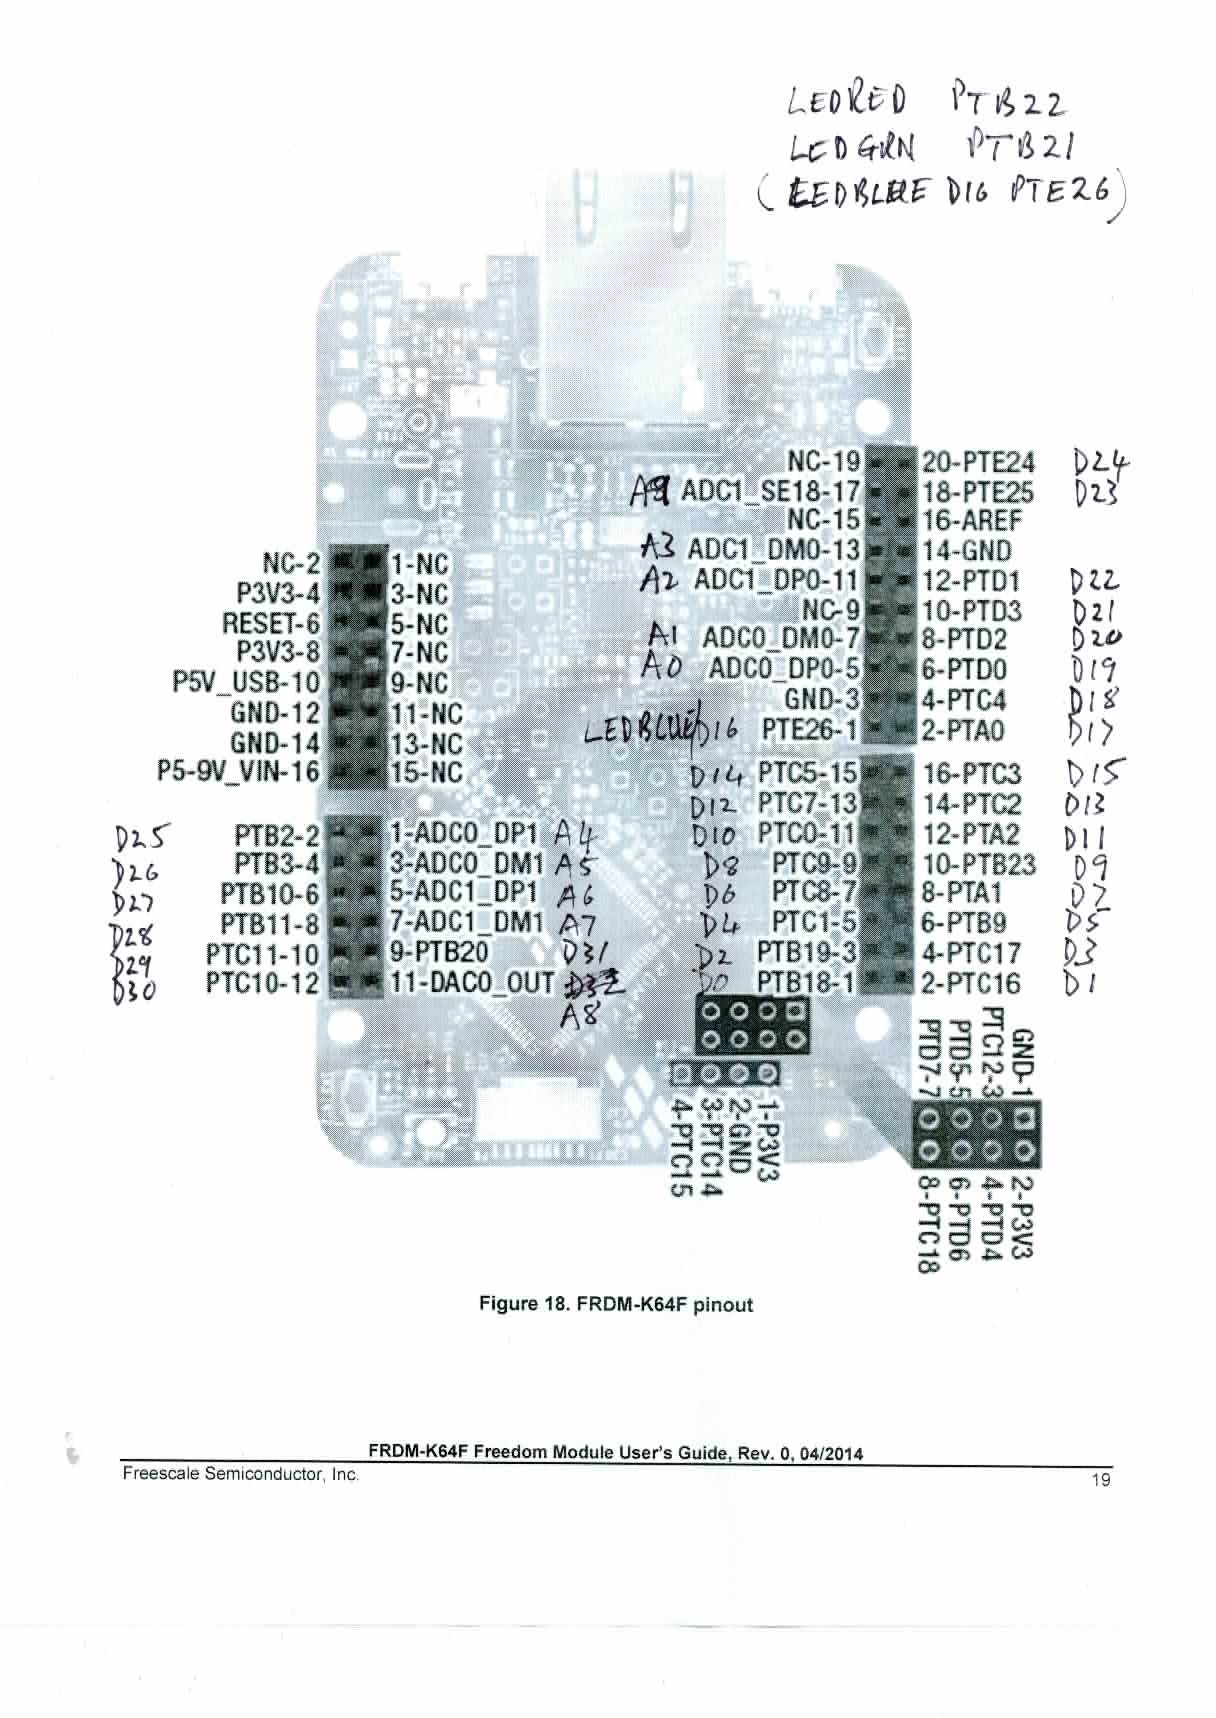 LEDRED PTB22
LEDGRN PTB21
(LEDBLUE D16 PTE26)
NC-19 20-PTE24 D24
A9 ADC1_SE18-17 18-PTE25 D23
NC-15 16-AREF
A3 ADC1_DM0-13 14-GND
A2 ADC1_DP0-11 12-PTD1 D22
NC-9 10-PTD3 D21
A1 ADC0_DM0-7 8-PTD2 D20
A0 ADC0_DP0-5 6-PTD0 D19
GND-3 4-PTC4 D18
LEDBLUE D16 PTE26-1 2-PTA0 D17
NC-2 1-NC
P3V3-4 3-NC
RESET-6 5-NC
P3V3-8 7-NC
P5V_USB-10 9-NC
GND-12 11-NC
GND-14 13-NC
P5-9V_VIN-16 15-NC
D14 PTC5-15 16-PTC3 D15
D12 PTC7-13 14-PTC2 D13
D10 PTC0-11 12-PTA2 D11
D8 PTC9-9 10-PTB23 D9
D6 PTC8-7 8-PTA1 D7
D4 PTC1-5 6-PTB9 D5
D2 PTB19-3 4-PTC17 D3
D0 PTB18-1 2-PTC16 D1
D25 PTB2-2 1-ADC0_DP1 A4
D26 PTB3-4 3-ADC0_DM1 A5
D27 PTB10-6 5-ADC1_DP1 A6
D28 PTB11-8 7-ADC1_DM1 A7
D29 PTC11-10 9-PTB20 D31
D30 PTC10-12 11-DAC0_OUT D32
A8
GND-1
PTC12-3
PTD5-5
PTD7-7
2-P3V3
4-PTD4
6-PTD6
8-PTC18
1-P3V3
2-GND
3-PTC14
4-PTC15
Figure 18. FRDM-K64F pinout
FRDM-K64F Freedom Module User's Guide, Rev. 0, 04/2014
Freescale Semiconductor, Inc. 19